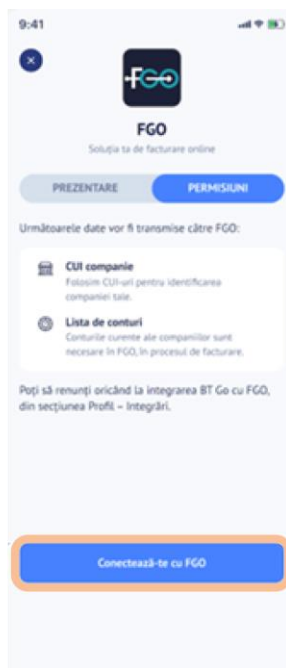 9:41
FGO
FGO
Soluția ta de facturare online
PREZENTARE
PERMISIUNI
Următoarele date vor fi transmise către FGO:
CUI companie
Folosim CUI-uri pentru identificarea
companiei tale.
Lista de conturi
Conturile curente ale companiilor sunt
necesare în FGO, în procesul de facturare.
Poți să renunți oricând la integrarea BT Go cu FGO,
din secțiunea Profil – Integrări.
Conectează-te cu FGO